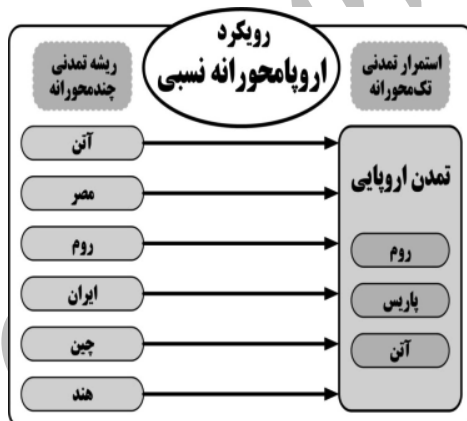 رویکرد
اروپامحورانه نسبی
استمرار تمدنی
تک‌محورانه
ریشه تمدنی
چندمحورانه
تمدن اروپایی
روم
پاریس
آتن
آتن
مصر
روم
ایران
چین
هند